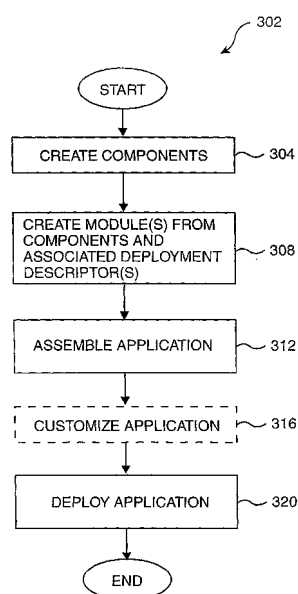 302
START
CREATE COMPONENTS
304
CREATE MODULE(S) FROM
COMPONENTS AND
ASSOCIATED DEPLOYMENT
DESCRIPTOR(S)
308
ASSEMBLE APPLICATION
312
CUSTOMIZE APPLICATION
316
DEPLOY APPLICATION
320
END